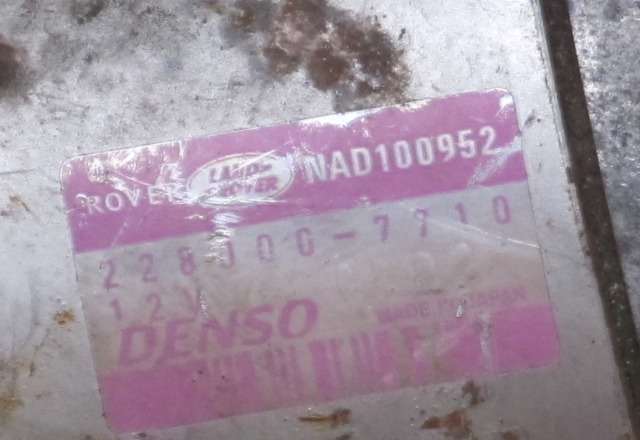 ROVER LAND ROVER NAD100952
228000-7710
12V
DENSO MADE IN JAPAN